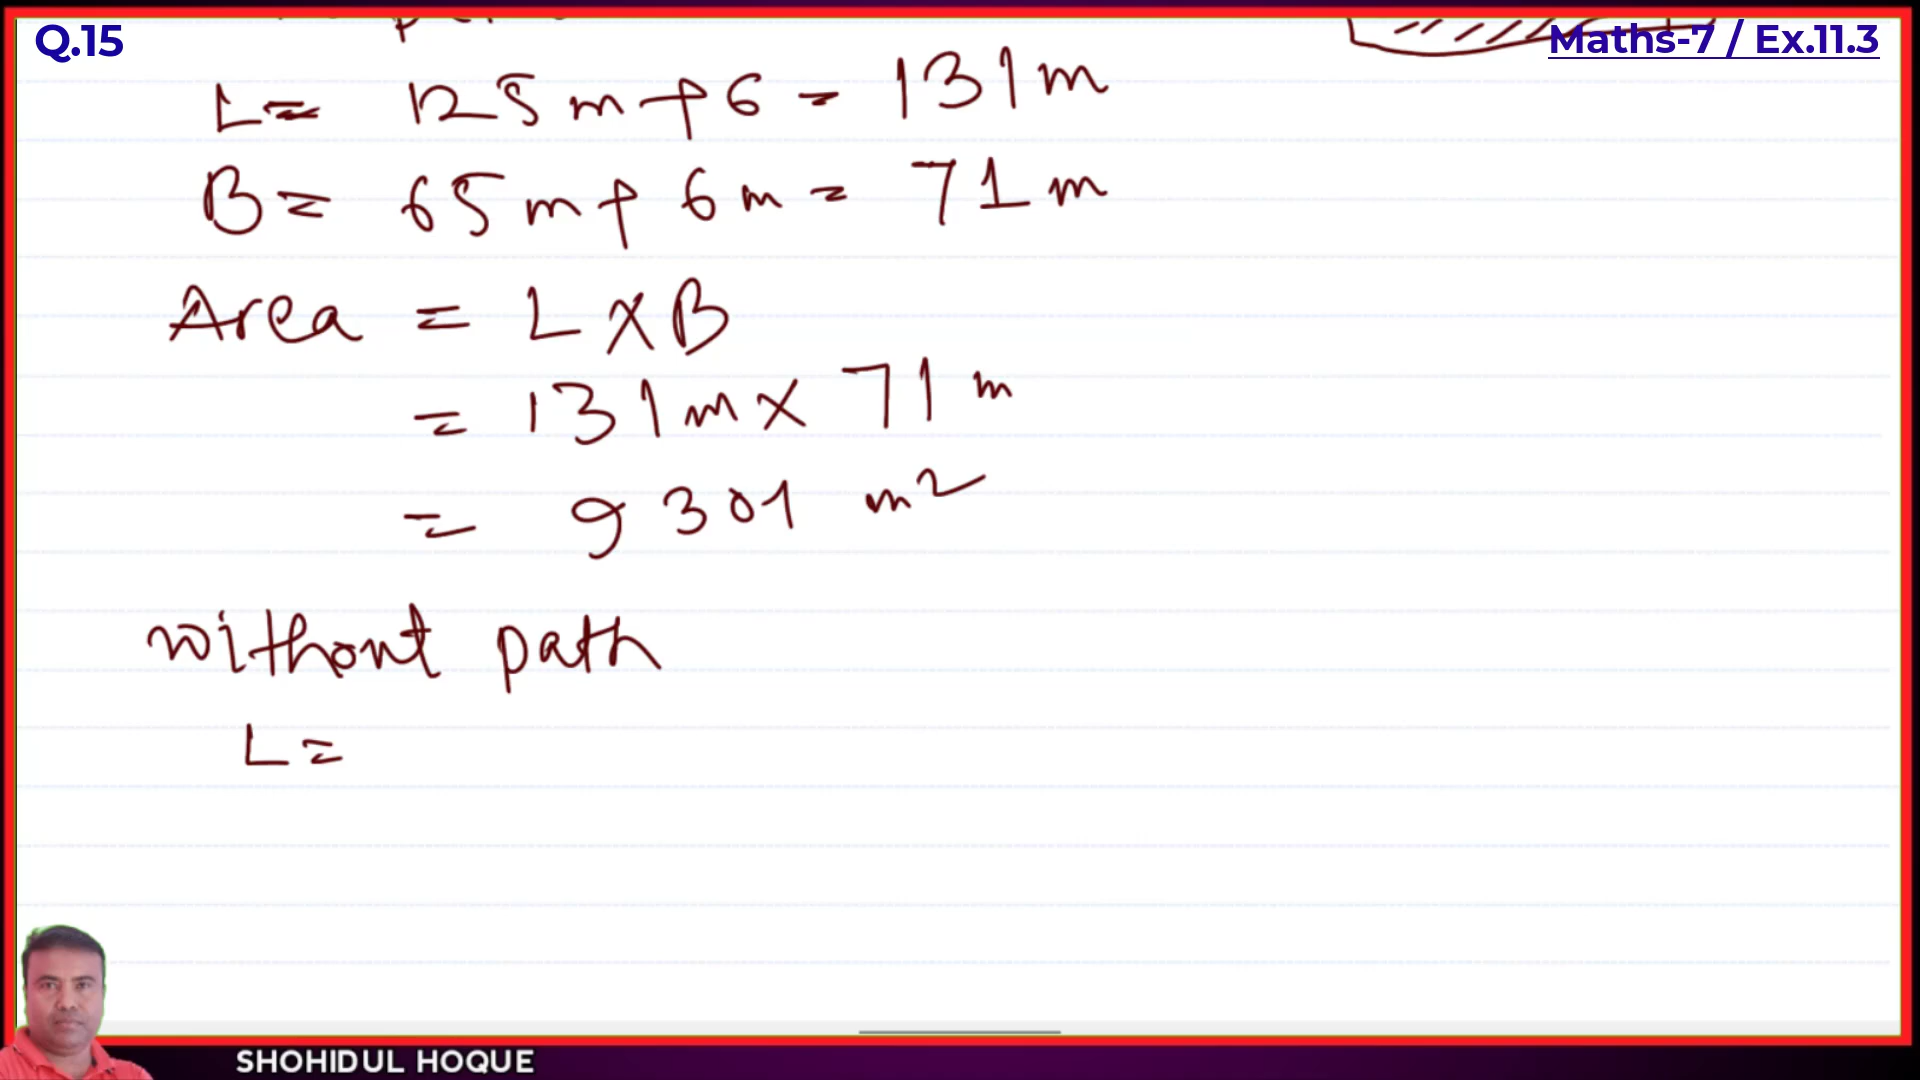 Q.15
Maths-7 / Ex.11.3
L= 125 m + 6 = 131 m
B= 65 m + 6 m = 71 m
Area = L X B
= 131 m x 71 m
= 9301 m²
without path
L=
SHOHIDUL HOQUE